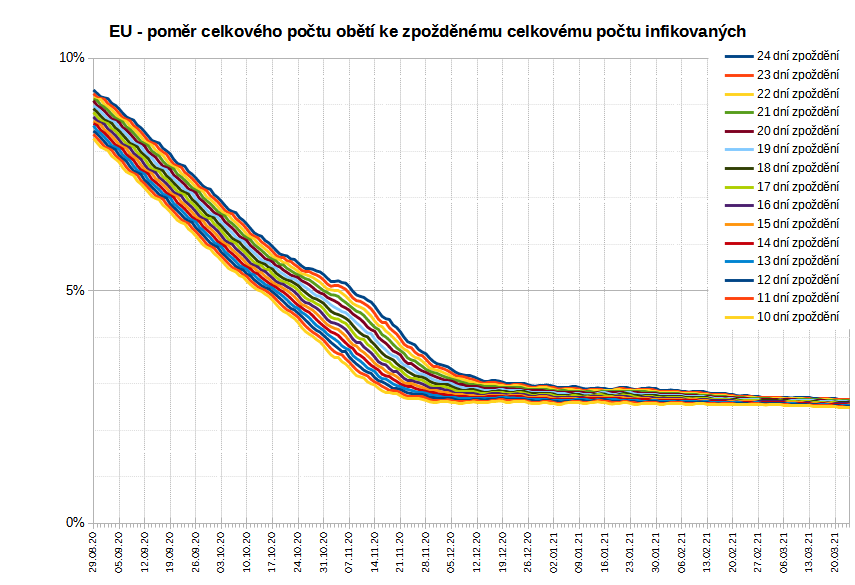 EU - poměr celkového počtu obětí ke zpožděnému celkovému počtu infikovaných
10%
5%
0%
24 dní zpoždění
23 dní zpoždění
22 dní zpoždění
21 dní zpoždění
20 dní zpoždění
19 dní zpoždění
18 dní zpoždění
17 dní zpoždění
16 dní zpoždění
15 dní zpoždění
14 dní zpoždění
13 dní zpoždění
12 dní zpoždění
11 dní zpoždění
10 dní zpoždění
29.08.20
05.09.20
12.09.20
19.09.20
26.09.20
03.10.20
10.10.20
17.10.20
24.10.20
31.10.20
07.11.20
14.11.20
21.11.20
28.11.20
05.12.20
12.12.20
19.12.20
26.12.20
02.01.21
09.01.21
16.01.21
23.01.21
30.01.21
06.02.21
13.02.21
20.02.21
27.02.21
06.03.21
13.03.21
20.03.21